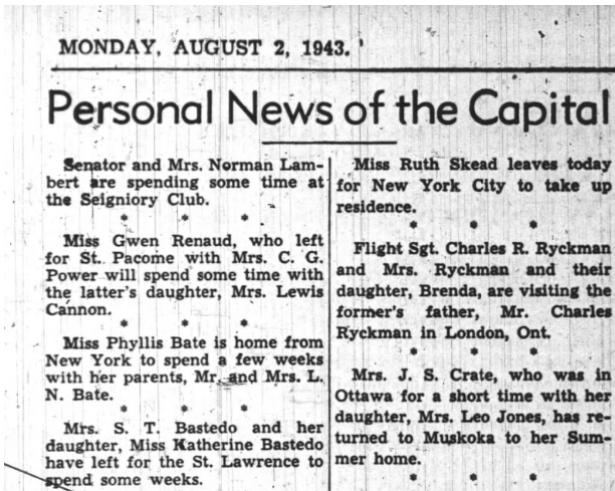 MONDAY, AUGUST 2, 1943.
Personal News of the Capital
Senator and Mrs. Norman Lam-
bert are spending some time at
the Seigniory Club.
* * *
Miss Gwen Renaud, who left
for St. Pacome with Mrs. C. G.
Power will spend some time with
the latter's daughter, Mrs. Lewis
Cannon.
* * *
Miss Phyllis Bate is home from
New York to spend a few weeks
with her parents, Mr. and Mrs. L.
N. Bate.
* * *
Mrs. S. T. Bastedo and her
daughter, Miss Katherine Bastedo
have left for the St. Lawrence to
spend some weeks.
Miss Ruth Skead leaves today
for New York City to take up
residence.
* * *
Flight Sgt. Charles R. Ryckman
and Mrs. Ryckman and their
daughter, Brenda, are visiting the
former's father, Mr. Charles
Ryckman in London, Ont.
* * *
Mrs. J. S. Crate, who was in
Ottawa for a short time with her
daughter, Mrs. Leo Jones, has re-
turned to Muskoka to her Sum-
mer home.
* * *